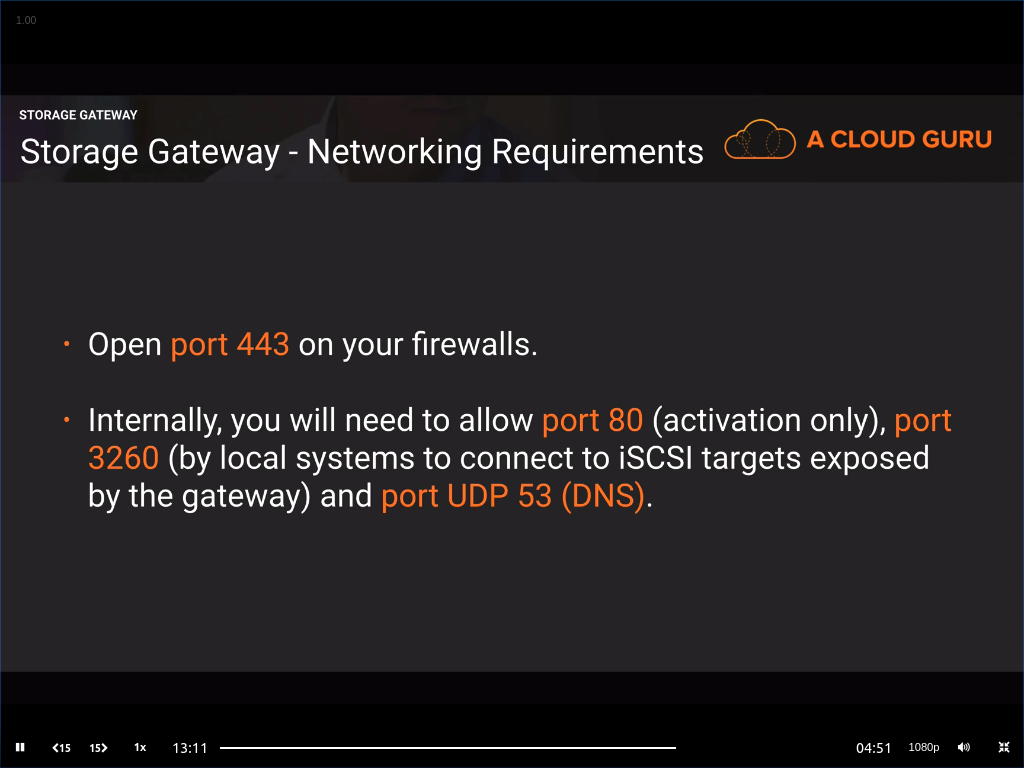 1.00
STORAGE GATEWAY
Storage Gateway - Networking Requirements
A CLOUD GURU
• Open port 443 on your firewalls.
• Internally, you will need to allow port 80 (activation only), port
3260 (by local systems to connect to iSCSI targets exposed
by the gateway) and port UDP 53 (DNS).
15 15 1x 13:11 04:51 1080p